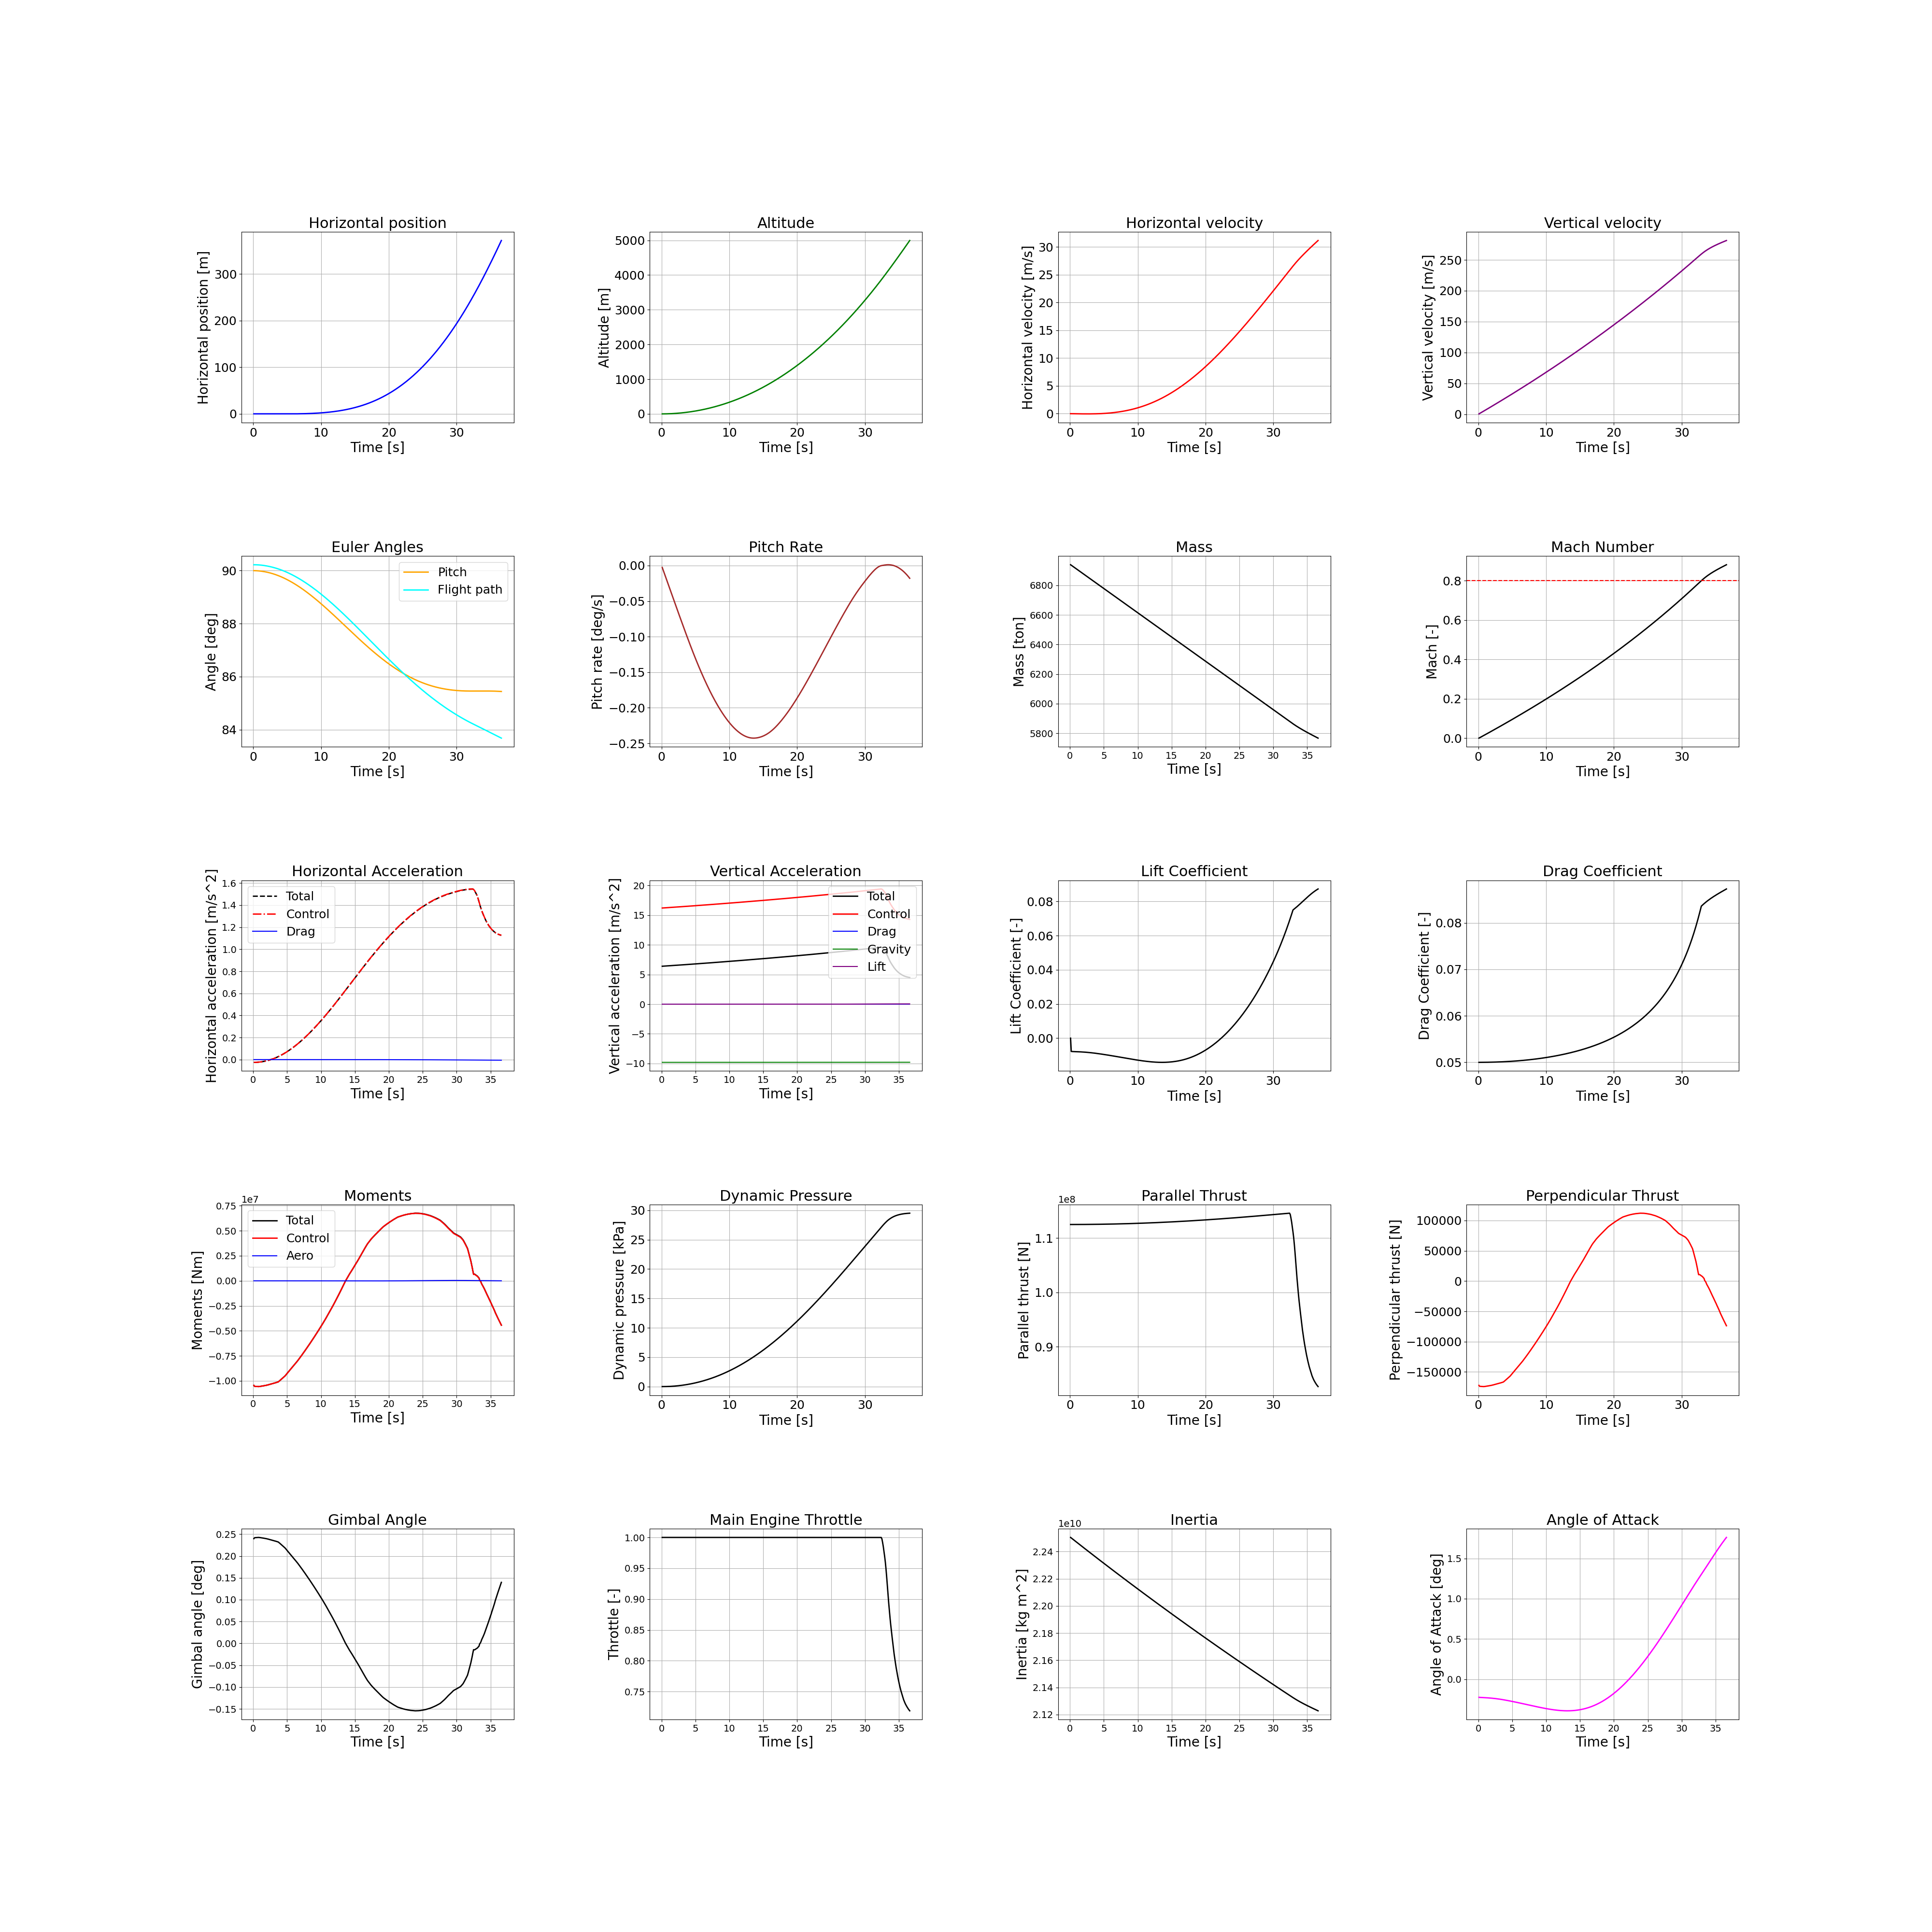 Horizontal position
Horizontal position [m]
300
200
100
0
0 10 20 30
Time [s]
Altitude
Altitude [m]
5000
4000
3000
2000
1000
0
0 10 20 30
Time [s]
Horizontal velocity
Horizontal velocity [m/s]
30
25
20
15
10
5
0
0 10 20 30
Time [s]
Vertical velocity
Vertical velocity [m/s]
250
200
150
100
50
0
0 10 20 30
Time [s]
Euler Angles
Angle [deg]
90
88
86
84
Pitch
Flight path
0 10 20 30
Time [s]
Pitch Rate
Pitch rate [deg/s]
0.00
−0.05
−0.10
−0.15
−0.20
−0.25
0 10 20 30
Time [s]
Mass
Mass [ton]
6800
6600
6400
6200
6000
5800
0 5 10 15 20 25 30 35
Time [s]
Mach Number
Mach [-]
0.8
0.6
0.4
0.2
0.0
0 10 20 30
Time [s]
Horizontal Acceleration
Horizontal acceleration [m/s^2]
1.6
1.4
1.2
1.0
0.8
0.6
0.4
0.2
0.0
Total
Control
Drag
0 5 10 15 20 25 30 35
Time [s]
Vertical Acceleration
Vertical acceleration [m/s^2]
20
15
10
5
0
−5
−10
Total
Control
Drag
Gravity
Lift
0 5 10 15 20 25 30 35
Time [s]
Lift Coefficient
Lift Coefficient [-]
0.08
0.06
0.04
0.02
0.00
0 10 20 30
Time [s]
Drag Coefficient
Drag Coefficient [-]
0.08
0.07
0.06
0.05
0 10 20 30
Time [s]
Moments
1e7
Moments [Nm]
0.75
0.50
0.25
0.00
−0.25
−0.50
−0.75
−1.00
Total
Control
Aero
0 5 10 15 20 25 30 35
Time [s]
Dynamic Pressure
Dynamic pressure [kPa]
30
25
20
15
10
5
0
0 10 20 30
Time [s]
Parallel Thrust
1e8
Parallel thrust [N]
1.1
1.0
0.9
0 10 20 30
Time [s]
Perpendicular Thrust
Perpendicular thrust [N]
100000
50000
0
−50000
−100000
−150000
0 10 20 30
Time [s]
Gimbal Angle
Gimbal angle [deg]
0.25
0.20
0.15
0.10
0.05
0.00
−0.05
−0.10
−0.15
0 5 10 15 20 25 30 35
Time [s]
Main Engine Throttle
Throttle [-]
1.00
0.95
0.90
0.85
0.80
0.75
0 5 10 15 20 25 30 35
Time [s]
Inertia
1e10
Inertia [kg m^2]
2.24
2.22
2.20
2.18
2.16
2.14
2.12
0 5 10 15 20 25 30 35
Time [s]
Angle of Attack
Angle of Attack [deg]
1.5
1.0
0.5
0.0
0 5 10 15 20 25 30 35
Time [s]